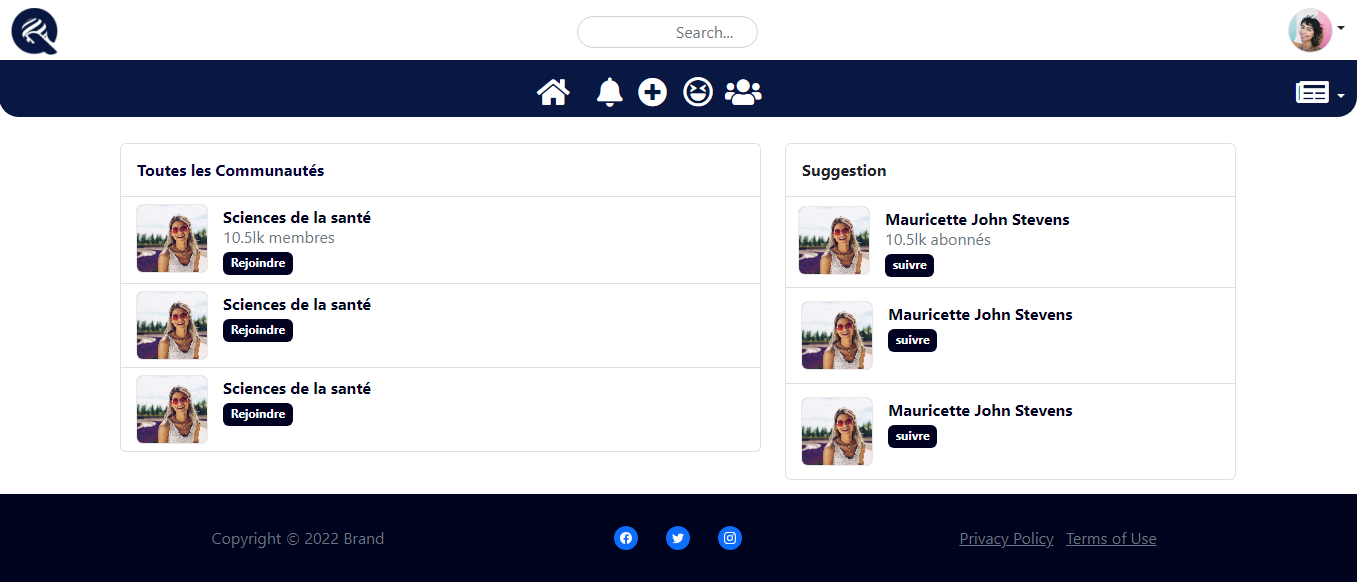 Search...
Toutes les Communautés
Sciences de la santé
10.5lk membres
Rejoindre
Sciences de la santé
Rejoindre
Sciences de la santé
Rejoindre
Suggestion
Mauricette John Stevens
10.5lk abonnés
suivre
Mauricette John Stevens
suivre
Mauricette John Stevens
suivre
Copyright © 2022 Brand
Privacy Policy Terms of Use